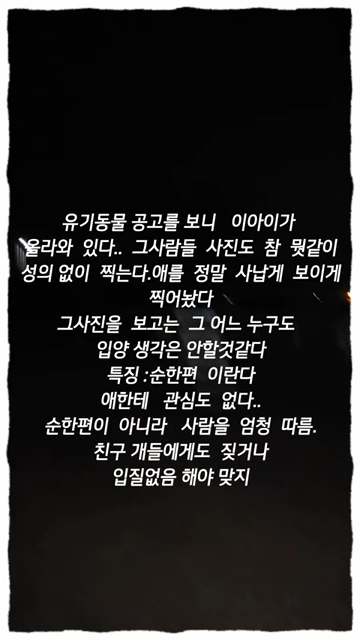 유기동물 공고를 보니 이아이가
올라와 있다.. 그사람들 사진도 참 뭣같이
성의 없이 찍는다.애를 정말 사납게 보이게
찍어놨다
그사진을 보고는 그 어느 누구도
입양 생각은 안할것같다
특징 :순한편 이란다
애한테 관심도 없다..
순한편이 아니라 사람을 엄청 따름.
친구 개들에게도 짖거나
입질없음 해야 맞지